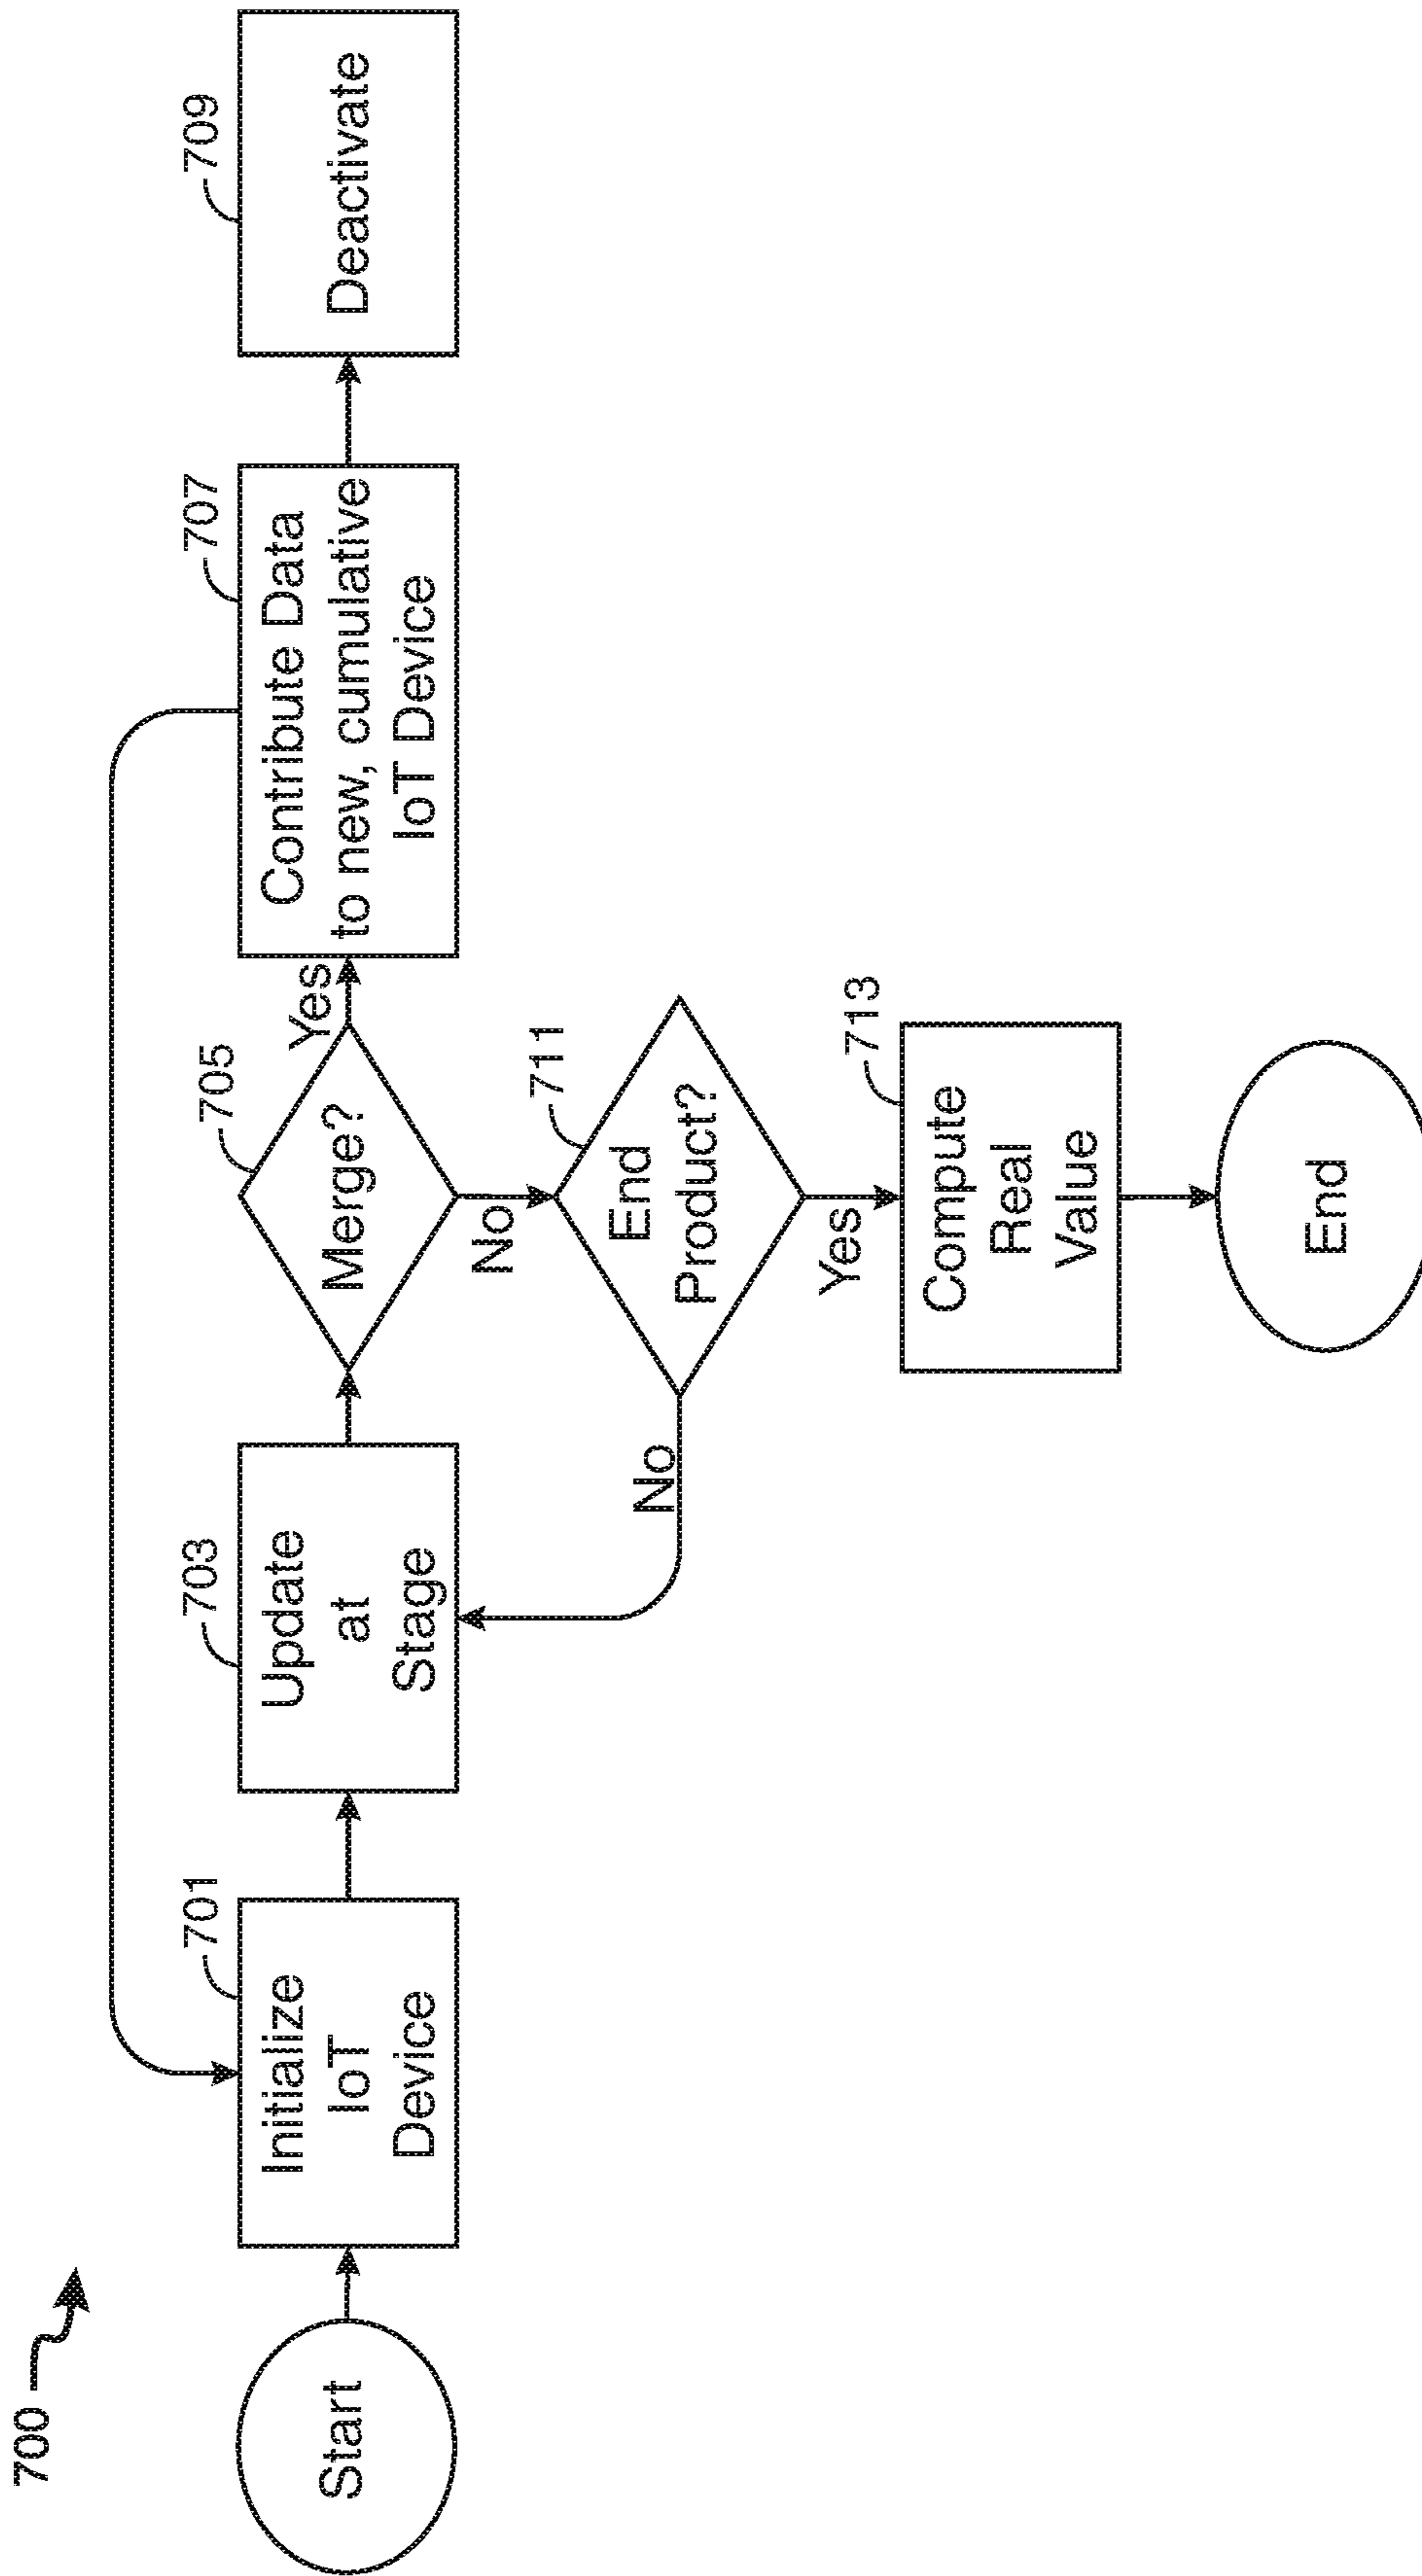 700
Start
701
Initialize
IoT
Device
703
Update
at
Stage
705
Merge?
Yes
No
707
Contribute Data
to new, cumulative
IoT Device
709
Deactivate
711
End
Product?
No
Yes
713
Compute
Real
Value
End